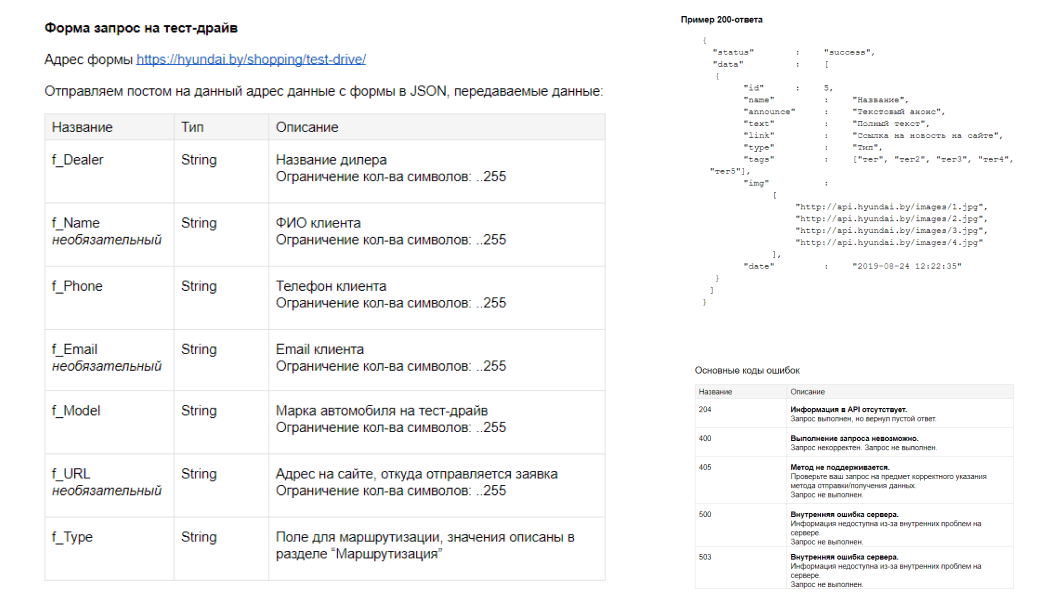 Форма запрос на тест-драйв
Адрес формы https://hyundai.by/shopping/test-drive/
Отправляем постом на данный адрес данные с формы в JSON, передаваемые данные:
Название Тип Описание
f_Dealer String Название дилера
Ограничение кол-ва символов: ..255
f_Name String ФИО клиента
необязательный Ограничение кол-ва символов: ..255
f_Phone String Телефон клиента
Ограничение кол-ва символов: ..255
f_Email String Email клиента
необязательный Ограничение кол-ва символов: ..255
f_Model String Марка автомобиля на тест-драйв
Ограничение кол-ва символов: ..255
f_URL String Адрес на сайте, откуда отправляется заявка
необязательный Ограничение кол-ва символов: ..255
f_Type String Поле для маршрутизации, значения описаны в
разделе “Маршрутизация”
Пример 200-ответа
{
"status" : "success",
"data" : [
{
"id" : 5,
"name" : "Название",
"announce" : "Текстовый анонс",
"text" : "Полный текст",
"link" : "Ссылка на новость на сайте",
"type" : "Тип",
"tags" : ["тег", "тег2", "тег3", "тег4",
"тег5"],
"img" :
[
"http://api.hyundai.by/images/1.jpg",
"http://api.hyundai.by/images/2.jpg",
"http://api.hyundai.by/images/3.jpg",
"http://api.hyundai.by/images/4.jpg"
],
"date" : "2019-08-24 12:22:35"
}
]
}
Основные коды ошибок
Название Описание
204 Информация в API отсутствует.
Запрос выполнен, но вернул пустой ответ.
400 Выполнение запроса невозможно.
Запрос некорректен. Запрос не выполнен.
405 Метод не поддерживается.
Проверьте ваш запрос на предмет корректного указания
метода отправки/получения данных.
Запрос не выполнен.
500 Внутренняя ошибка сервера.
Информация недоступна из-за внутренних проблем на
сервере.
Запрос не выполнен.
503 Внутренняя ошибка сервера.
Информация недоступна из-за внутренних проблем на
сервере.
Запрос не выполнен.